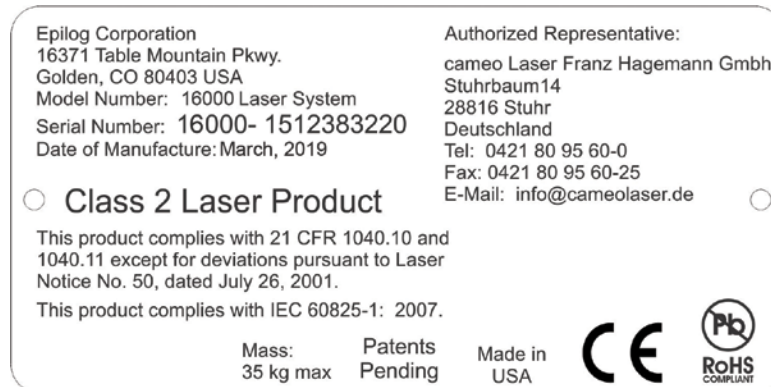 Epilog Corporation
16371 Table Mountain Pkwy.
Golden, CO 80403 USA
Model Number: 16000 Laser System
Serial Number: 16000- 1512383220
Date of Manufacture: March, 2019
Authorized Representative:
cameo Laser Franz Hagemann Gmbh
Stuhrbaum14
28816 Stuhr
Deutschland
Tel: 0421 80 95 60-0
Fax: 0421 80 95 60-25
E-Mail: info@cameolaser.de
Class 2 Laser Product
This product complies with 21 CFR 1040.10 and
1040.11 except for deviations pursuant to Laser
Notice No. 50, dated July 26, 2001.
This product complies with IEC 60825-1: 2007.
Mass:
35 kg max
Patents
Pending
Made in
USA
CE
Pb
RoHS
COMPLIANT